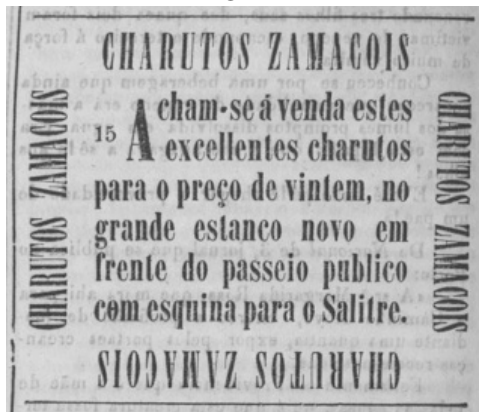 CHARUTOS ZAMACOIS
CHARUTOS ZAMACOIS
15 Acham-se á venda estes
excellentes charutos
para o preço de vintem, no
grande estanco novo em
frente do passeio publico
com esquina para o Salitre.
CHARUTOS ZAMACOIS
CHARUTOS ZAMACOIS